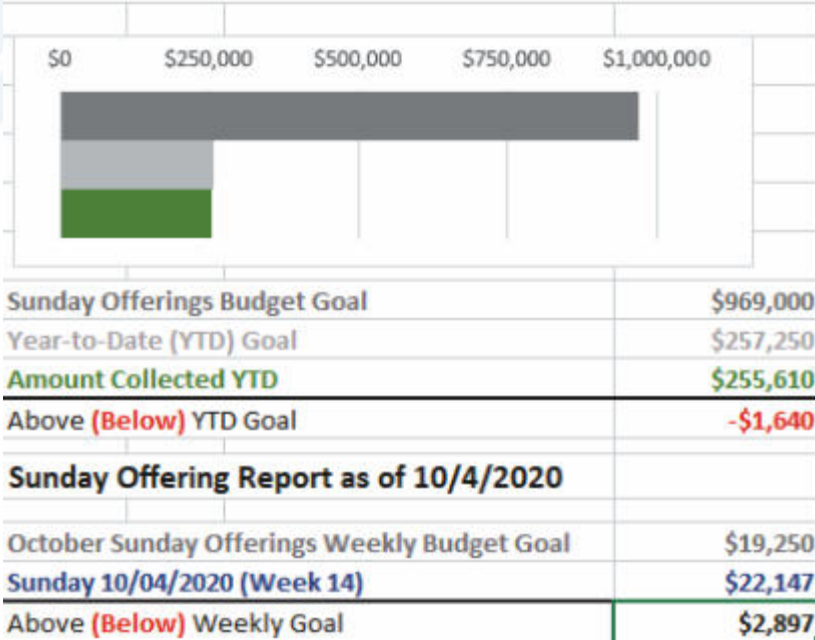 $0 $250,000 $500,000 $750,000 $1,000,000
Sunday Offerings Budget Goal $969,000
Year-to-Date (YTD) Goal $257,250
Amount Collected YTD $255,610
Above (Below) YTD Goal -$1,640
Sunday Offering Report as of 10/4/2020
October Sunday Offerings Weekly Budget Goal $19,250
Sunday 10/04/2020 (Week 14) $22,147
Above (Below) Weekly Goal $2,897